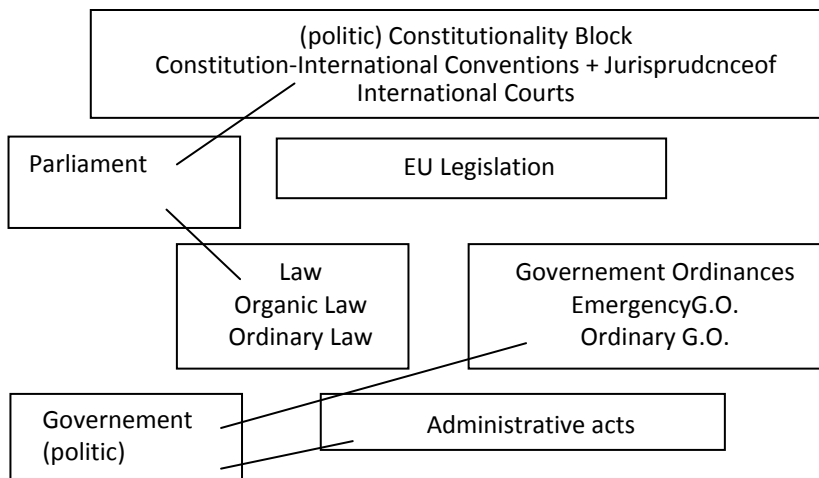 (politic) Constitutionality Block
Constitution-International Conventions + Jurisprudcnceof
International Courts
Parliament
EU Legislation
Law
Organic Law
Ordinary Law
Governement Ordinances
EmergencyG.O.
Ordinary G.O.
Governement
(politic)
Administrative acts